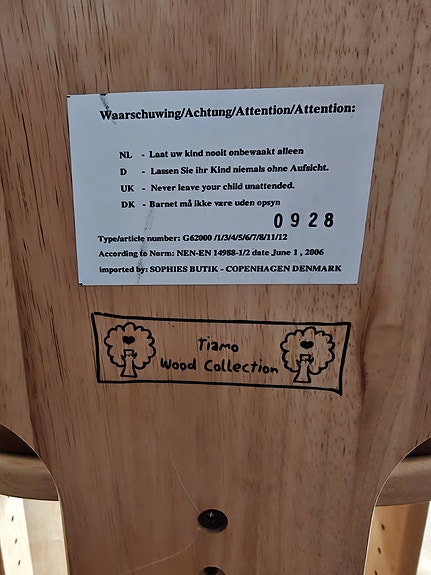 Waarschuwing/Achtung/Attention/Attention:
NL - Laat uw kind nooit onbewaakt alleen
D - Lassen Sie ihr Kind niemals ohne Aufsicht.
UK - Never leave your child unattended.
DK - Barnet må ikke være uden opsyn
0928
Type/article number: G62000 /1/3/4/5/6/7/8/11/12
According to Norm: NEN-EN 14988-1/2 date June 1 , 2006
imported by: SOPHIES BUTIK - COPENHAGEN DENMARK
Tiamo
Wood Collection